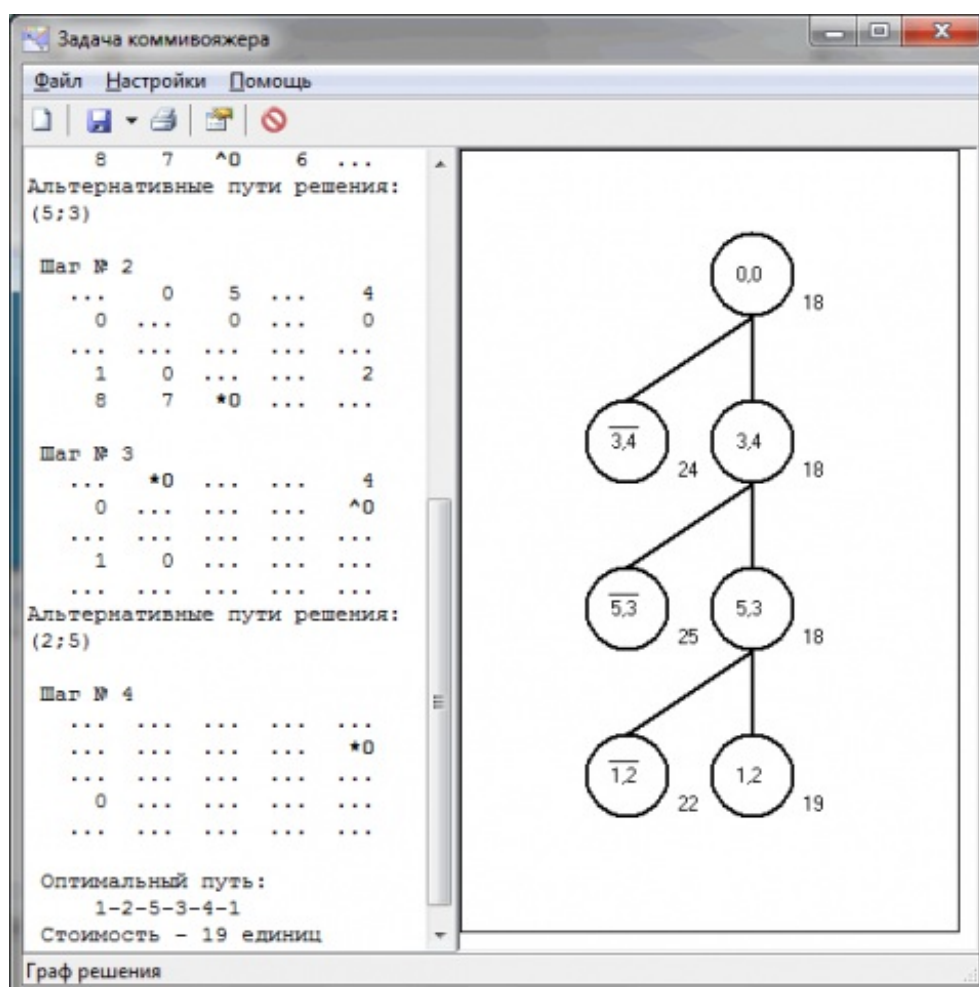 Задача коммивояжера
Файл Настройки Помощь
8 7 ^0 6 ...
Альтернативные пути решения:
(5;3)
Шаг № 2
... 0 5 ... 4
0 ... 0 ... 0
... ... ... ... ...
1 0 ... ... 2
8 7 *0 ... ...
Шаг № 3
... *0 ... ... 4
0 ... ... ... ^0
... ... ... ... ...
1 0 ... ... ...
... ... ... ... ...
Альтернативные пути решения:
(2;5)
Шаг № 4
... ... ... ... ...
... ... ... ... *0
... ... ... ... ...
0 ... ... ... ...
... ... ... ... ...
Оптимальный путь:
1-2-5-3-4-1
Стоимость - 19 единиц
0,0
18
3,4 24 3,4 18
5,3 25 5,3 18
1,2 22 1,2 19
Граф решения